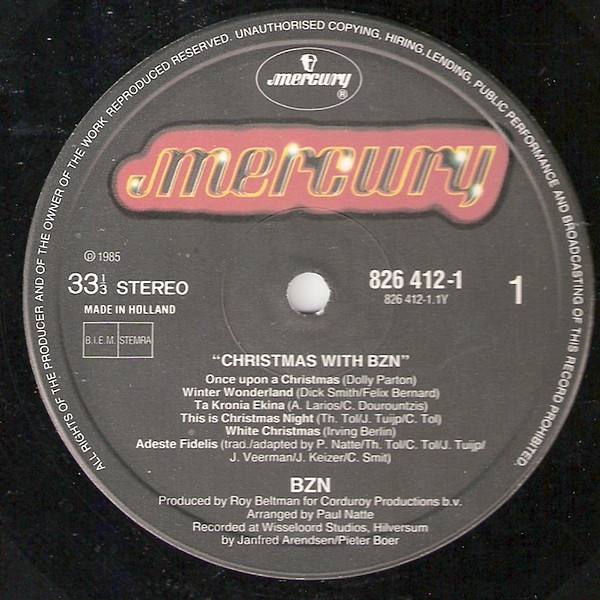 ALL RIGHTS OF THE PRODUCER AND OF THE OWNER OF THE WORK REPRODUCED RESERVED. UNAUTHORISED COPYING, HIRING, LENDING, PUBLIC PERFORMANCE AND BROADCASTING OF THIS RECORD PROHIBITED.
mercury
®
mercury
℗ 1985
33 1/3 STEREO
MADE IN HOLLAND
B.I.E.M. STEMRA
826 412-1
826 412-1.1Y
1
“CHRISTMAS WITH BZN”
Once upon a Christmas (Dolly Parton)
Winter Wonderland (Dick Smith/Felix Bernard)
Ta Kronia Ekina (A. Larios/C. Dourountzis)
This is Christmas Night (Th. Tol/J. Tuijp/C. Tol)
White Christmas (Irving Berlin)
Adeste Fidelis (trad./adapted by P. Natte/Th. Tol/C. Tol/J. Tuijp/
J. Veerman/J. Keizer/C. Smit)
BZN
Produced by Roy Beltman for Corduroy Productions b.v.
Arranged by Paul Natte
Recorded at Wisseloord Studios, Hilversum
by Janfred Arendsen/Pieter Boer